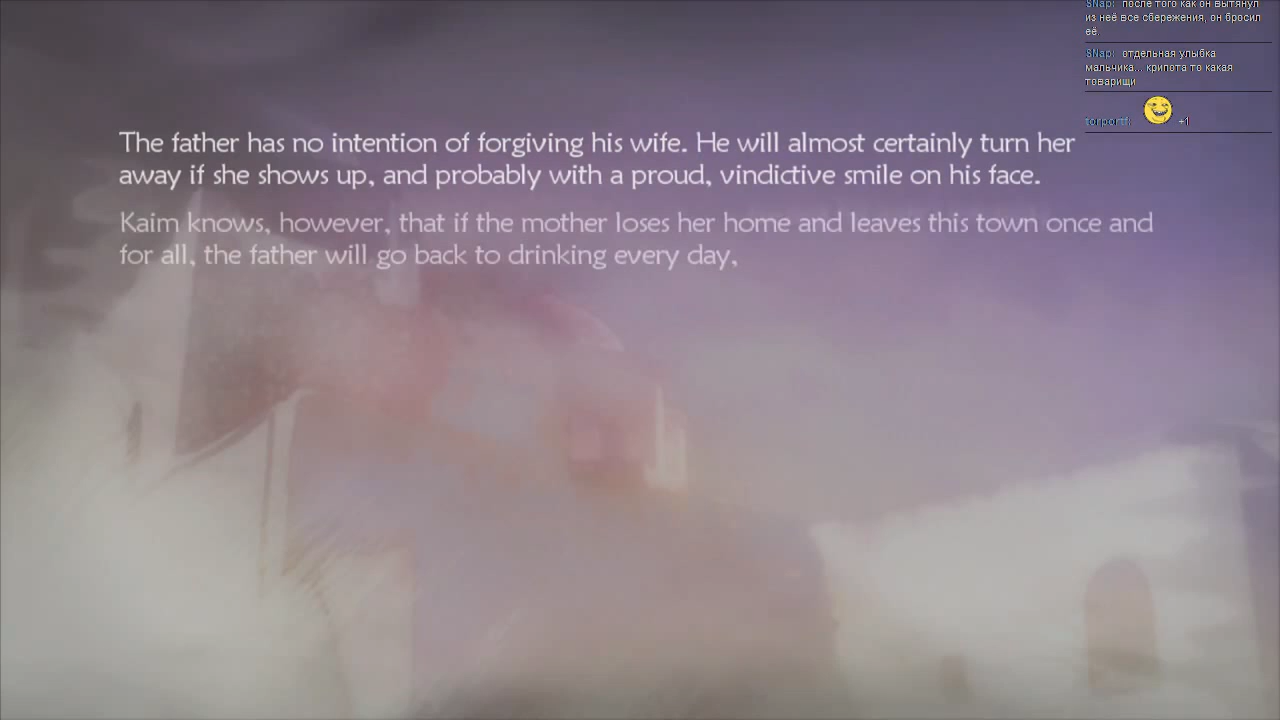 SNap: после того как он вытянул
из неё все сбережения, он бросил
её.
SNap: отдельная улыбка
мальчика... крипота то какая
товарищи
torportf: +1
The father has no intention of forgiving his wife. He will almost certainly turn her
away if she shows up, and probably with a proud, vindictive smile on his face.
Kaim knows, however, that if the mother loses her home and leaves this town once and
for all, the father will go back to drinking every day,